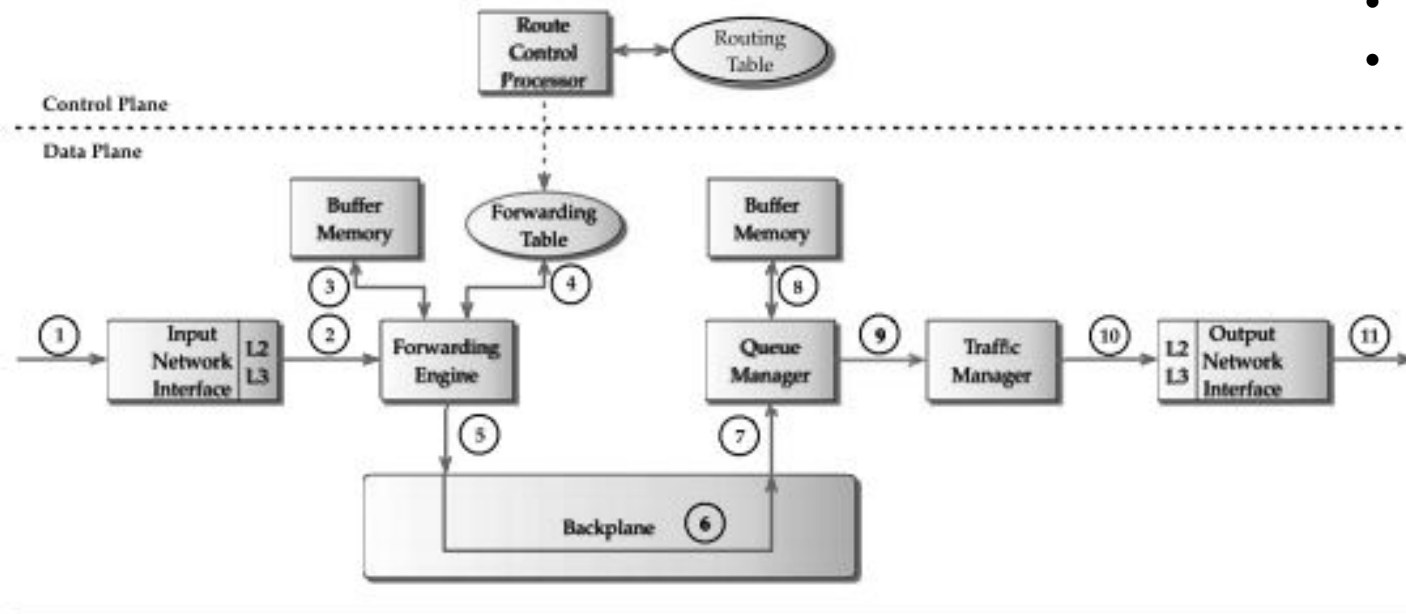 Route
Control
Processor
Routing
Table
Control Plane
Data Plane
Buffer
Memory
Forwarding
Table
Buffer
Memory
3
4
8
1
Input
Network
Interface
L2
L3
2
Forwarding
Engine
Queue
Manager
9
Traffic
Manager
10
L2
L3
Output
Network
Interface
11
5
7
Backplane
6